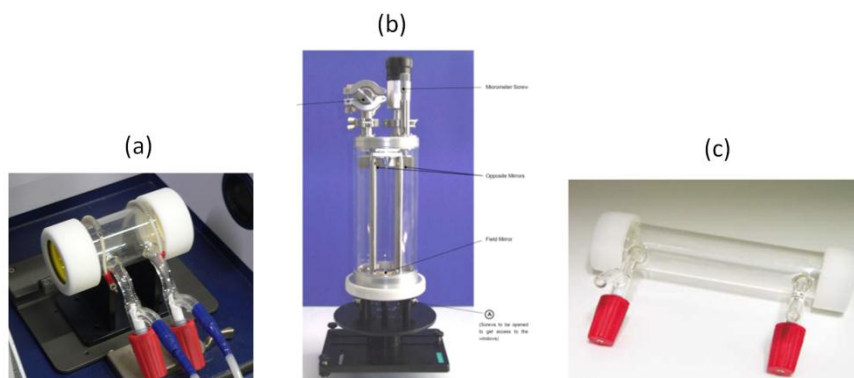 (b)
Micrometer Screw
(a)
(c)
Opposite Mirrors
Field Mirror
A
(Screws to be opened
to get access to the
windows)